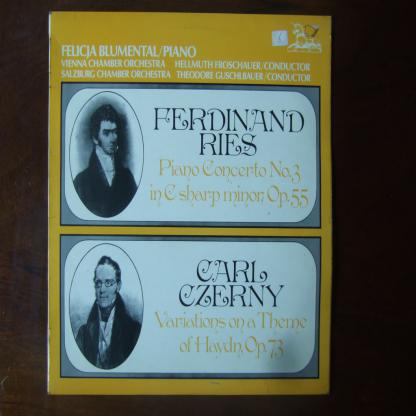 FELICJA BLUMENTAL/PIANO
VIENNA CHAMBER ORCHESTRA HELLMUTH FROSCHAUER/CONDUCTOR
SALZBURG CHAMBER ORCHESTRA THEODORE GUSCHLBAUER/CONDUCTOR
FERDINAND
RIES
Piano Concerto No.3
in C sharp minor, Op.55
CARL
CZERNY
Variations on a Theme
of Haydn, Op.73